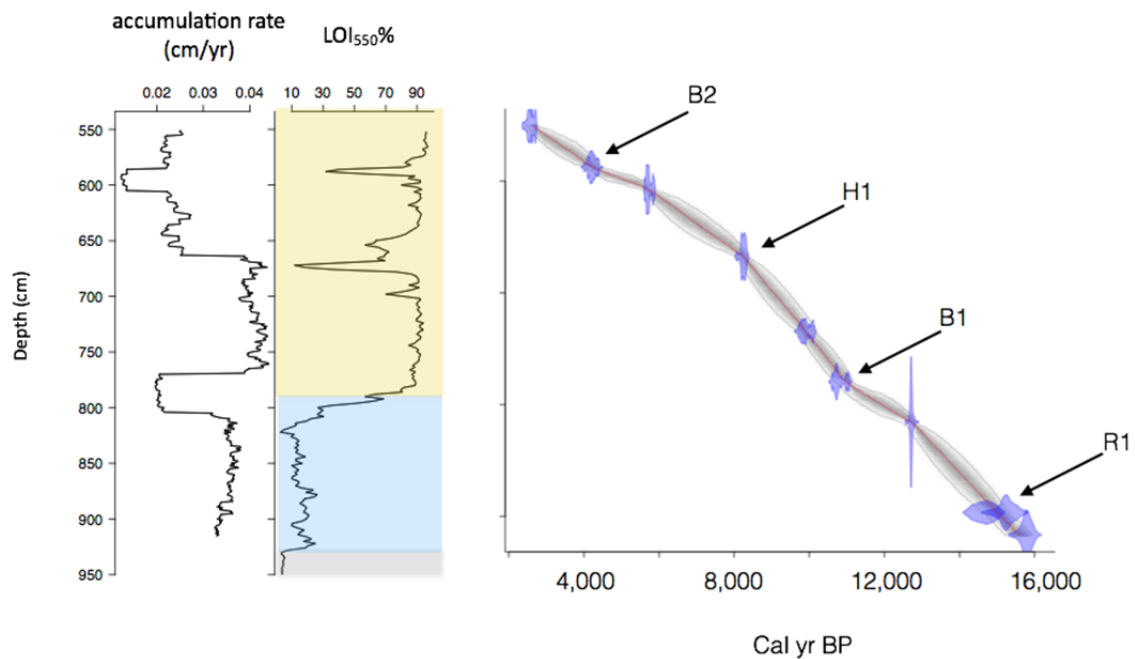 accumulation rate
(cm/yr)
LOI550%
0.02 0.03 0.04
10 30 50 70 90
Depth (cm)
550
600
650
700
750
800
850
900
950
B2
H1
B1
R1
4,000 8,000 12,000 16,000
Cal yr BP